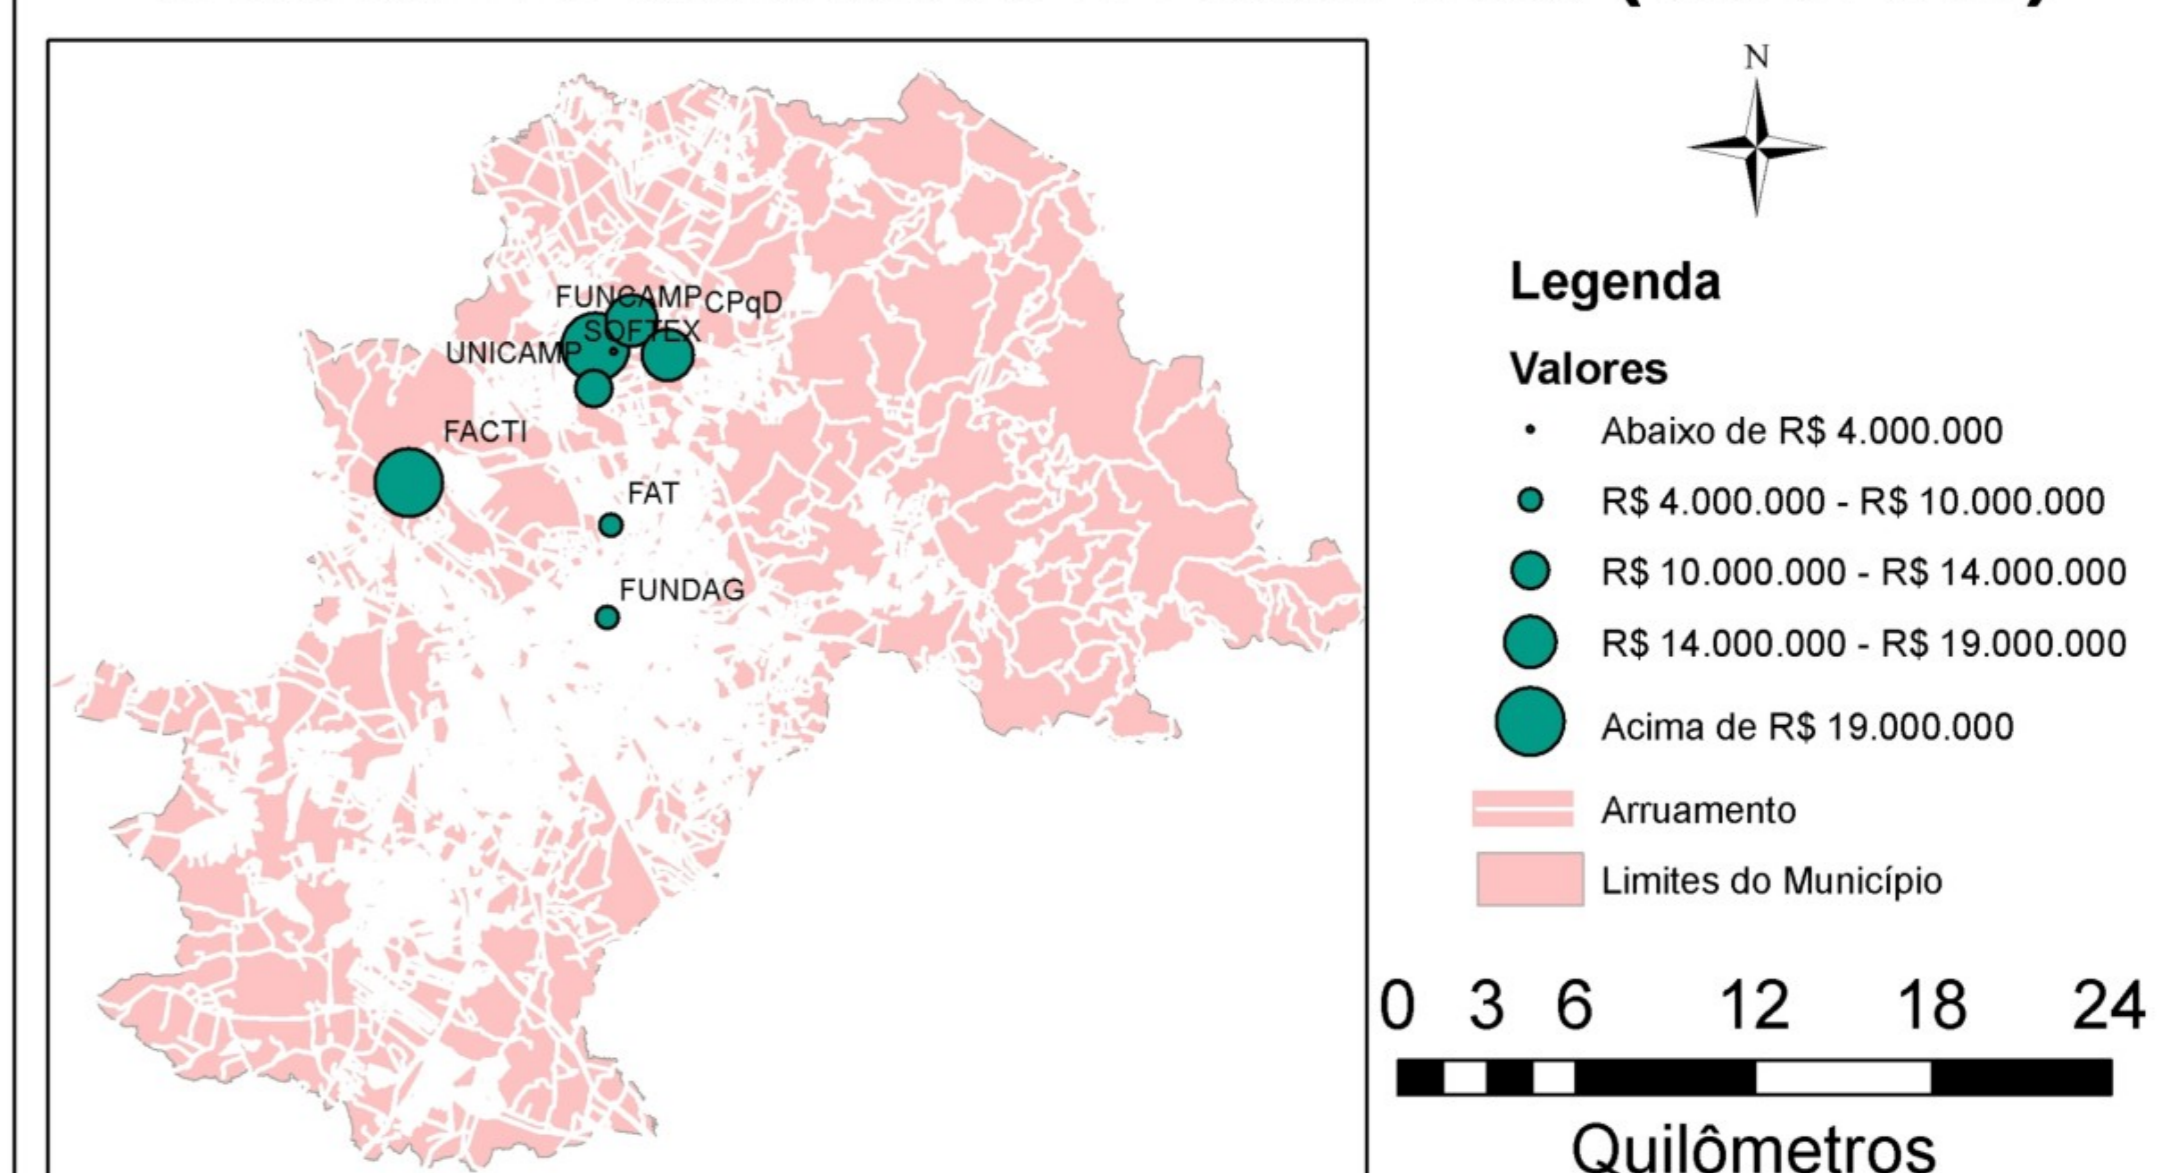 N
FUNCAMP
CPqD
SOFTEX
UNICAMP
FACTI
FAT
FUNDAG
Legenda
Valores
Abaixo de R$ 4.000.000
R$ 4.000.000 - R$ 10.000.000
R$ 10.000.000 - R$ 14.000.000
R$ 14.000.000 - R$ 19.000.000
Acima de R$ 19.000.000
Arruamento
Limites do Município
0 3 6 12 18 24
Quilômetros